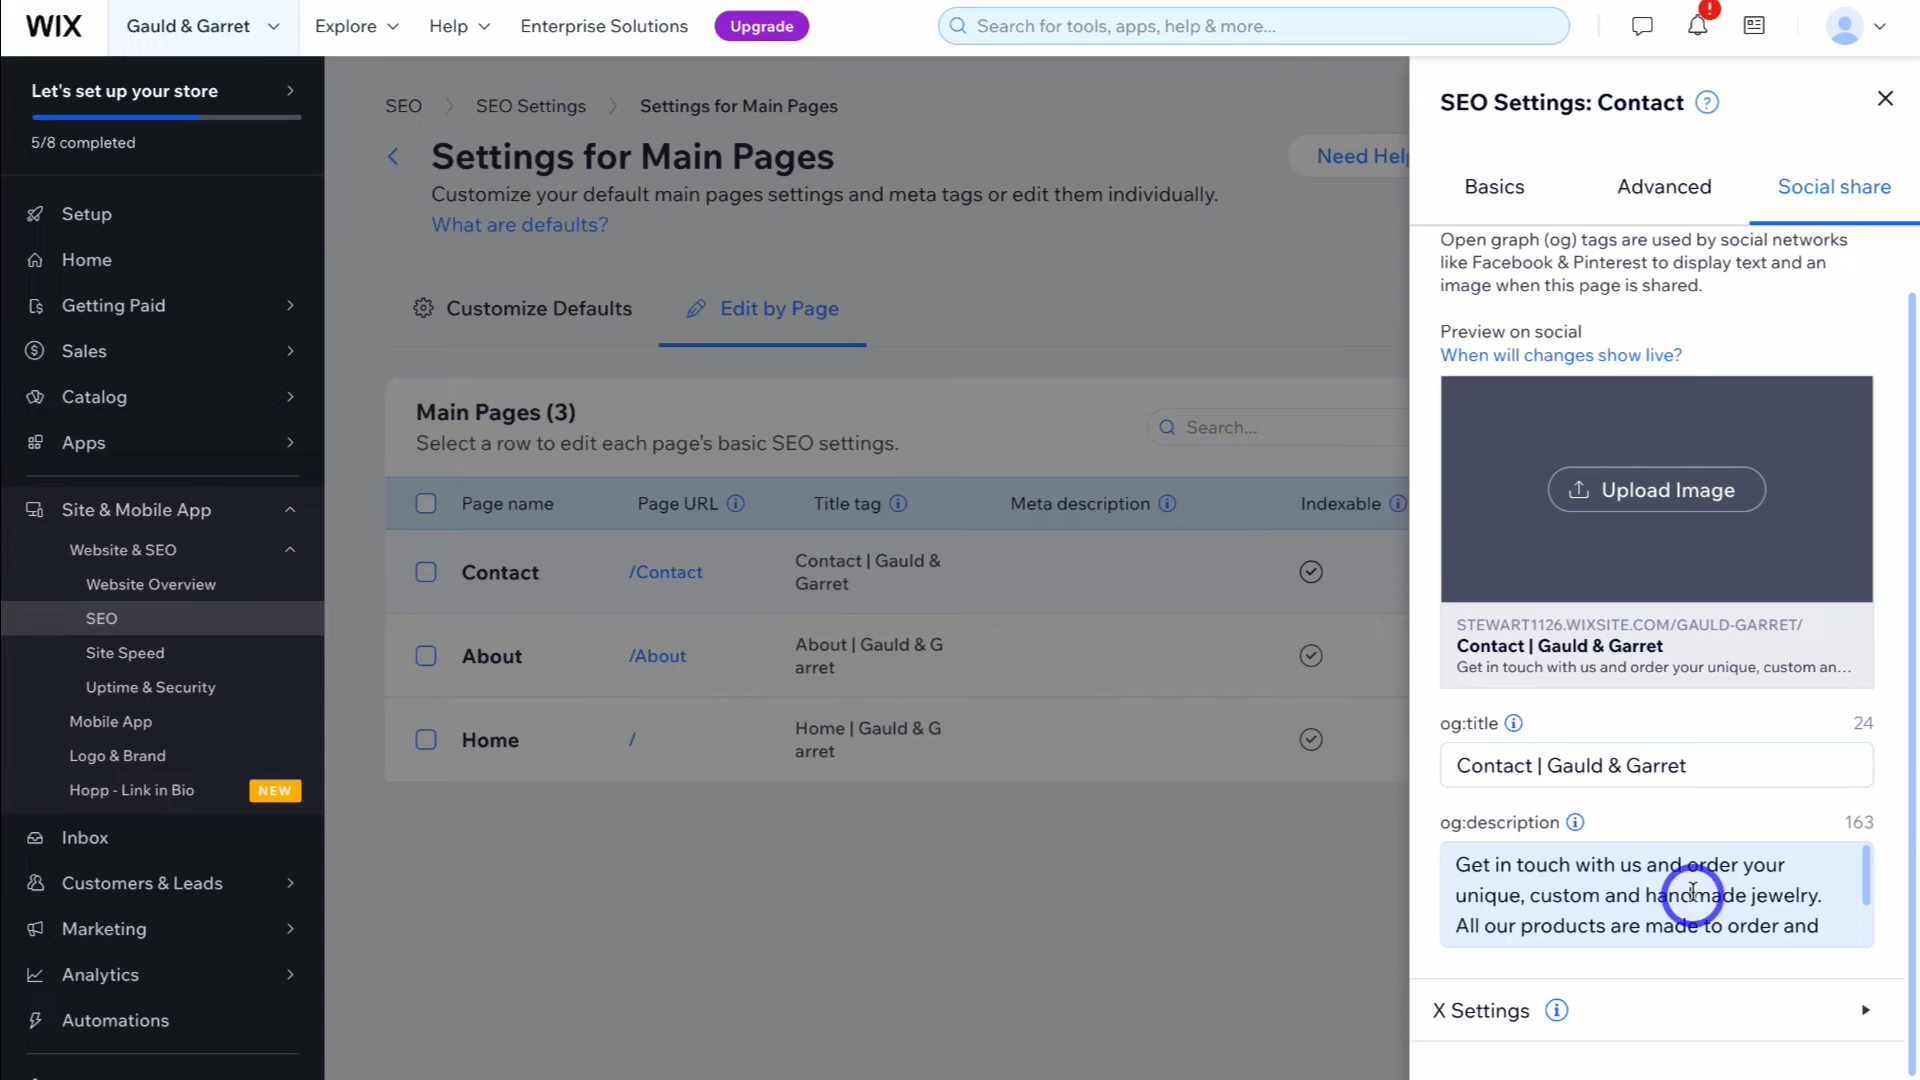 WIX
Gauld & Garret
Explore
Help
Enterprise Solutions
Upgrade
Search for tools, apps, help & more...
!
Let's set up your store
5/8 completed
Setup
Home
Getting Paid
Sales
Catalog
Apps
Site & Mobile App
Website & SEO
Website Overview
SEO
Site Speed
Uptime & Security
Mobile App
Logo & Brand
Hopp - Link in Bio NEW
Inbox
Customers & Leads
Marketing
Analytics
Automations
SEO > SEO Settings > Settings for Main Pages
Settings for Main Pages
Need Hel
Customize your default main pages settings and meta tags or edit them individually.
What are defaults?
Customize Defaults
Edit by Page
Main Pages (3)
Select a row to edit each page's basic SEO settings.
Search...
Page name Page URL Title tag Meta description Indexable
Contact /Contact Contact | Gauld &
Garret
About /About About | Gauld & G
arret
Home / Home | Gauld & G
arret
SEO Settings: Contact
Basics Advanced Social share
Open graph (og) tags are used by social networks
like Facebook & Pinterest to display text and an
image when this page is shared.
Preview on social
When will changes show live?
Upload Image
STEWART1126.WIXSITE.COM/GAULD-GARRET/
Contact | Gauld & Garret
Get in touch with us and order your unique, custom an...
og:title 24
Contact | Gauld & Garret
og:description 163
Get in touch with us and order your
unique, custom and handmade jewelry.
All our products are made to order and
X Settings